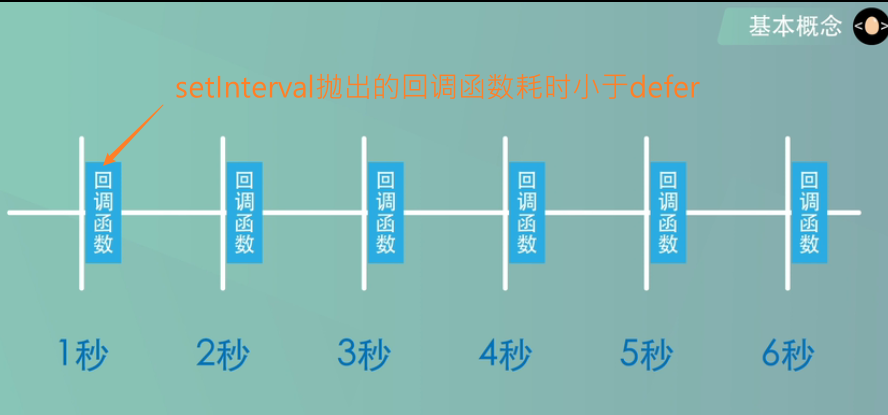 基本概念
setInterval抛出的回调函数耗时小于defer
回调函数
回调函数
回调函数
回调函数
回调函数
回调函数
1秒
2秒
3秒
4秒
5秒
6秒